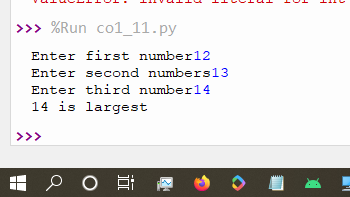 ValueError: invalid literal for int
>>> %Run co1_11.py
Enter first number12
Enter second numbers13
Enter third number14
14 is largest
>>>